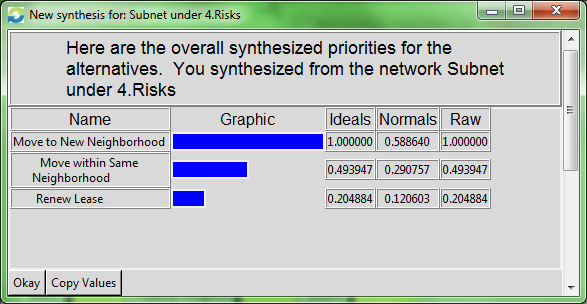 New synthesis for: Subnet under 4.Risks
Here are the overall synthesized priorities for the
alternatives.  You synthesized from the network Subnet
under 4.Risks
Name Graphic Ideals Normals Raw
Move to New Neighborhood 1.000000 0.588640 1.000000
Move within Same
Neighborhood 0.493947 0.290757 0.493947
Renew Lease 0.204884 0.120603 0.204884
Okay Copy Values